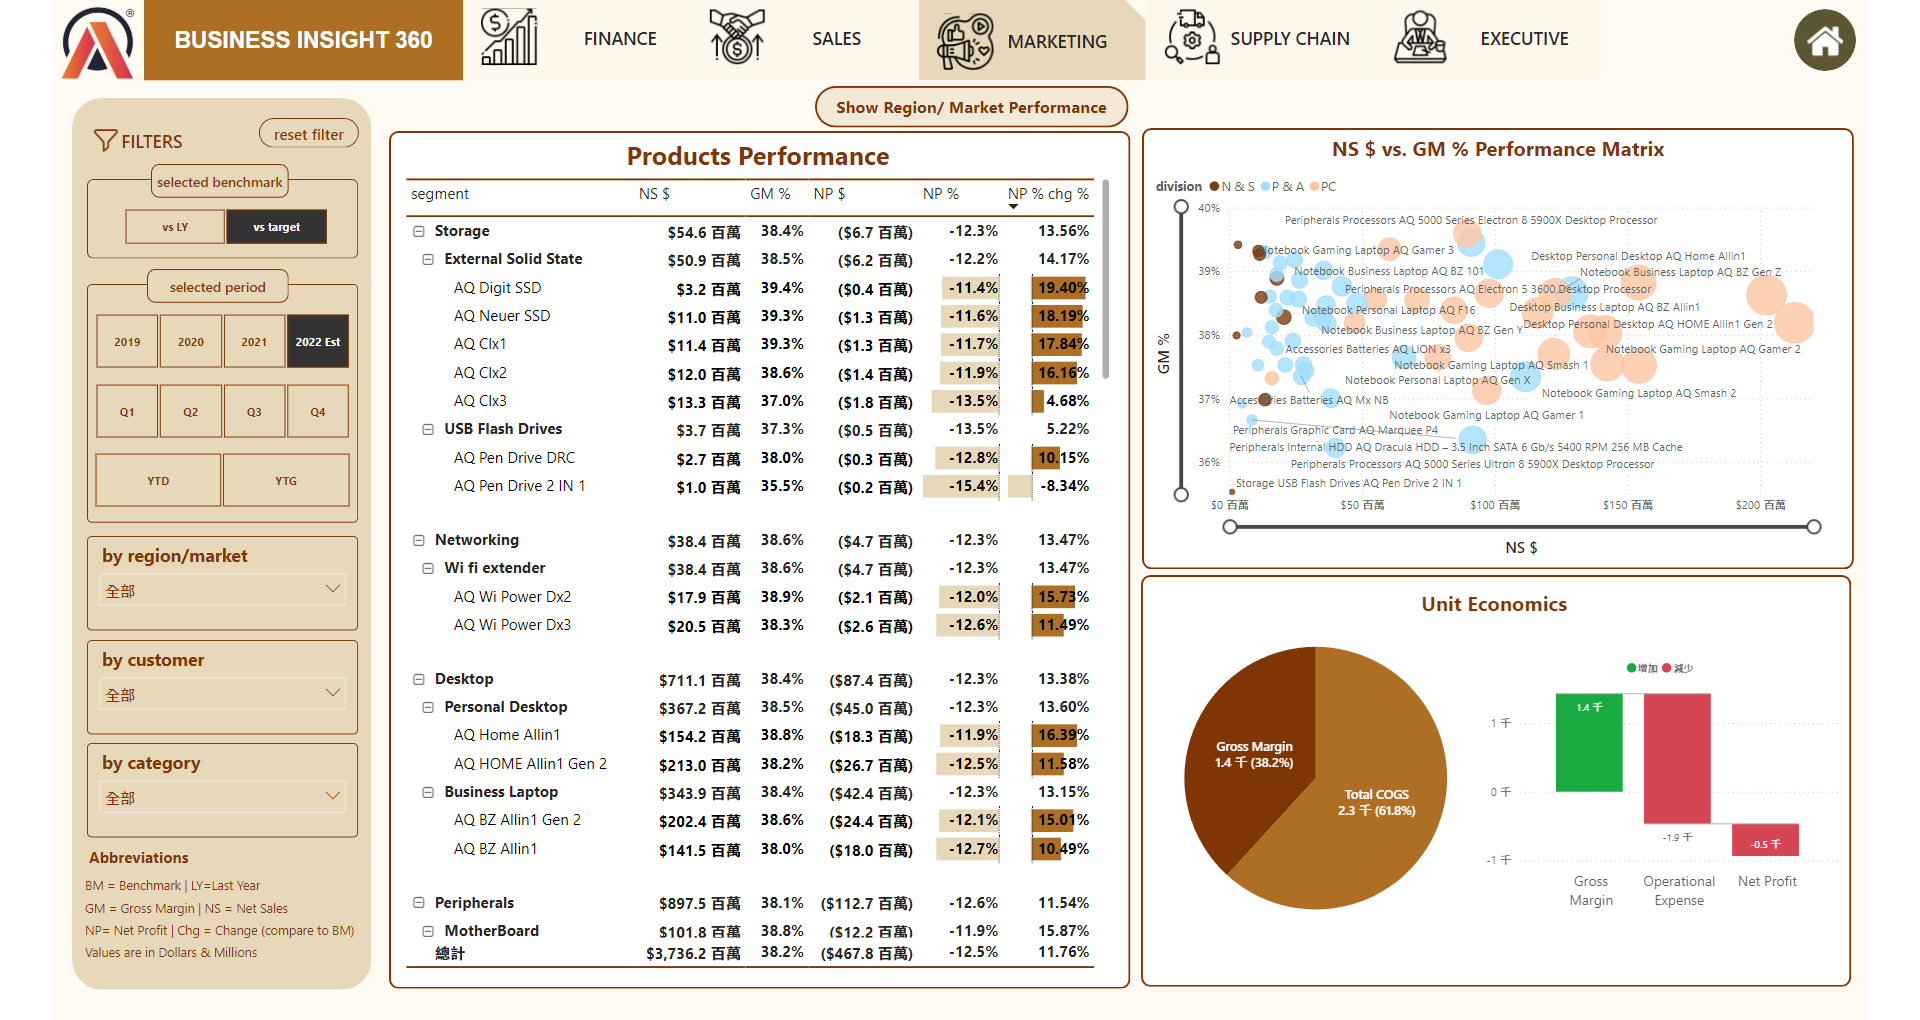 BUSINESS INSIGHT 360
FINANCE
SALES
MARKETING
SUPPLY CHAIN
EXECUTIVE
®
FILTERS
reset filter
selected benchmark
vs LY
vs target
selected period
2019
2020
2021
2022 Est
Q1
Q2
Q3
Q4
YTD
YTG
by region/market
全部
by customer
全部
by category
全部
Abbreviations
BM = Benchmark | LY=Last Year
GM = Gross Margin | NS = Net Sales
NP= Net Profit | Chg = Change (compare to BM)
Values are in Dollars & Millions
Show Region/ Market Performance
Products Performance
segment NS $ GM % NP $ NP % NP % chg %
Storage $54.6 百萬 38.4% ($6.7 百萬) -12.3% 13.56%
External Solid State $50.9 百萬 38.5% ($6.2 百萬) -12.2% 14.17%
AQ Digit SSD $3.2 百萬 39.4% ($0.4 百萬) -11.4% 19.40%
AQ Neuer SSD $11.0 百萬 39.3% ($1.3 百萬) -11.6% 18.19%
AQ Clx1 $11.4 百萬 39.3% ($1.3 百萬) -11.7% 17.84%
AQ Clx2 $12.0 百萬 38.6% ($1.4 百萬) -11.9% 16.16%
AQ Clx3 $13.3 百萬 37.0% ($1.8 百萬) -13.5% 4.68%
USB Flash Drives $3.7 百萬 37.3% ($0.5 百萬) -13.5% 5.22%
AQ Pen Drive DRC $2.7 百萬 38.0% ($0.3 百萬) -12.8% 10.15%
AQ Pen Drive 2 IN 1 $1.0 百萬 35.5% ($0.2 百萬) -15.4% -8.34%
Networking $38.4 百萬 38.6% ($4.7 百萬) -12.3% 13.47%
Wi fi extender $38.4 百萬 38.6% ($4.7 百萬) -12.3% 13.47%
AQ Wi Power Dx2 $17.9 百萬 38.9% ($2.1 百萬) -12.0% 15.73%
AQ Wi Power Dx3 $20.5 百萬 38.3% ($2.6 百萬) -12.6% 11.49%
Desktop $711.1 百萬 38.4% ($87.4 百萬) -12.3% 13.38%
Personal Desktop $367.2 百萬 38.5% ($45.0 百萬) -12.3% 13.60%
AQ Home Allin1 $154.2 百萬 38.8% ($18.3 百萬) -11.9% 16.39%
AQ HOME Allin1 Gen 2 $213.0 百萬 38.2% ($26.7 百萬) -12.5% 11.58%
Business Laptop $343.9 百萬 38.4% ($42.4 百萬) -12.3% 13.15%
AQ BZ Allin1 Gen 2 $202.4 百萬 38.6% ($24.4 百萬) -12.1% 15.01%
AQ BZ Allin1 $141.5 百萬 38.0% ($18.0 百萬) -12.7% 10.49%
Peripherals $897.5 百萬 38.1% ($112.7 百萬) -12.6% 11.54%
MotherBoard $101.8 百萬 38.8% ($12.2 百萬) -11.9% 15.87%
總計 $3,736.2 百萬 38.2% ($467.8 百萬) -12.5% 11.76%
NS $ vs. GM % Performance Matrix
division N & S P & A PC
40%
39%
38%
37%
36%
GM %
Peripherals Processors AQ 5000 Series Electron 8 5900X Desktop Processor
Notebook Gaming Laptop AQ Gamer 3
Desktop Personal Desktop AQ Home Allin1
Notebook Business Laptop AQ BZ 101
Notebook Business Laptop AQ BZ Gen Z
Peripherals Processors AQ Electron 5 3600 Desktop Processor
Notebook Personal Laptop AQ F16
Desktop Business Laptop AQ BZ Allin1
Notebook Business Laptop AQ BZ Gen Y
Desktop Personal Desktop AQ HOME Allin1 Gen 2
Accessories Batteries AQ LION x3
Notebook Gaming Laptop AQ Gamer 2
Notebook Gaming Laptop AQ Smash 1
Notebook Personal Laptop AQ Gen X
Notebook Gaming Laptop AQ Smash 2
Accessories Batteries AQ Mx NB
Notebook Gaming Laptop AQ Gamer 1
Peripherals Graphic Card AQ Marquee P4
Peripherals Internal HDD AQ Dracula HDD – 3.5 Inch SATA 6 Gb/s 5400 RPM 256 MB Cache
Peripherals Processors AQ 5000 Series Ultron 8 5900X Desktop Processor
Storage USB Flash Drives AQ Pen Drive 2 IN 1
$0 百萬 $50 百萬 $100 百萬 $150 百萬 $200 百萬
NS $
Unit Economics
Gross Margin
1.4 千 (38.2%)
Total COGS
2.3 千 (61.8%)
增加 減少
1 千
0 千
-1 千
1.4 千
-1.9 千
-0.5 千
Gross Margin
Operational Expense
Net Profit